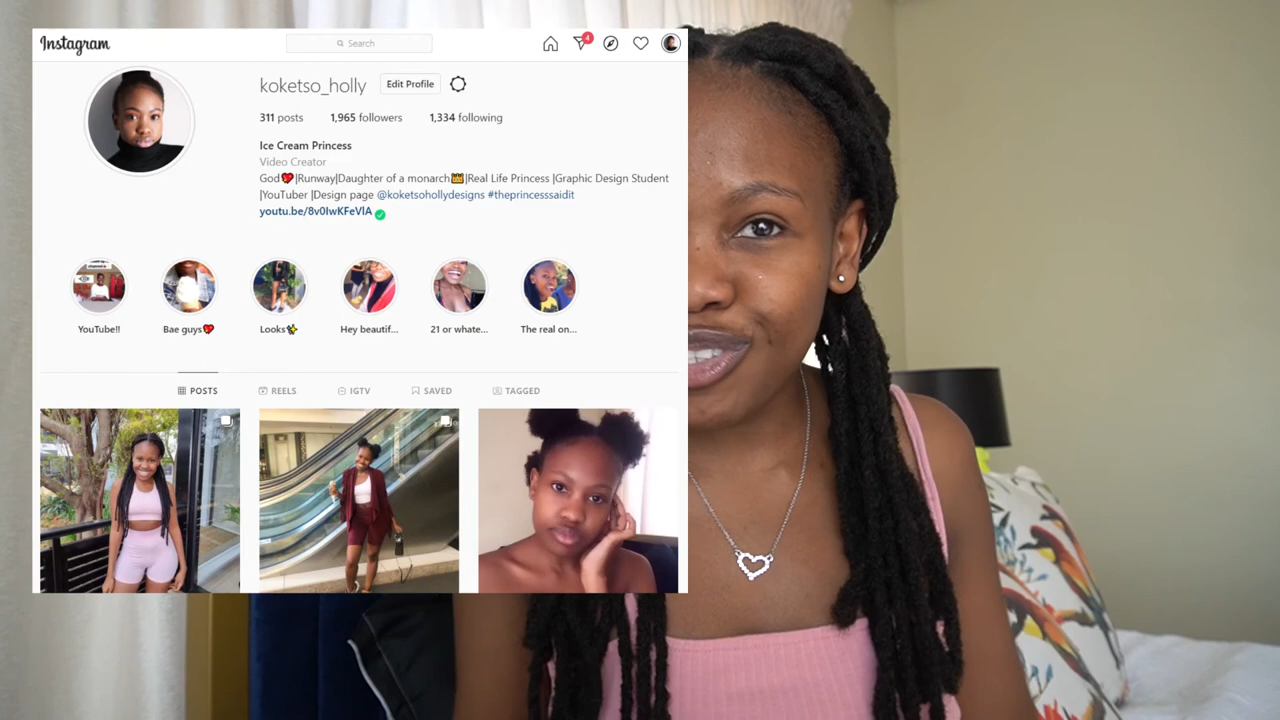 Instagram
Search
4
koketso_holly Edit Profile
311 posts 1,965 followers 1,334 following
Ice Cream Princess
Video Creator
God❤️|Runway|Daughter of a monarch👑|Real Life Princess |Graphic Design Student
|YouTuber |Design page @koketsohollydesigns #theprincesssaidit
youtu.be/8v0IwKFeVlA
YouTube!! Bae guys❤️ Looks✨ Hey beautif... 21 or whate... The real on...
POSTS REELS IGTV SAVED TAGGED